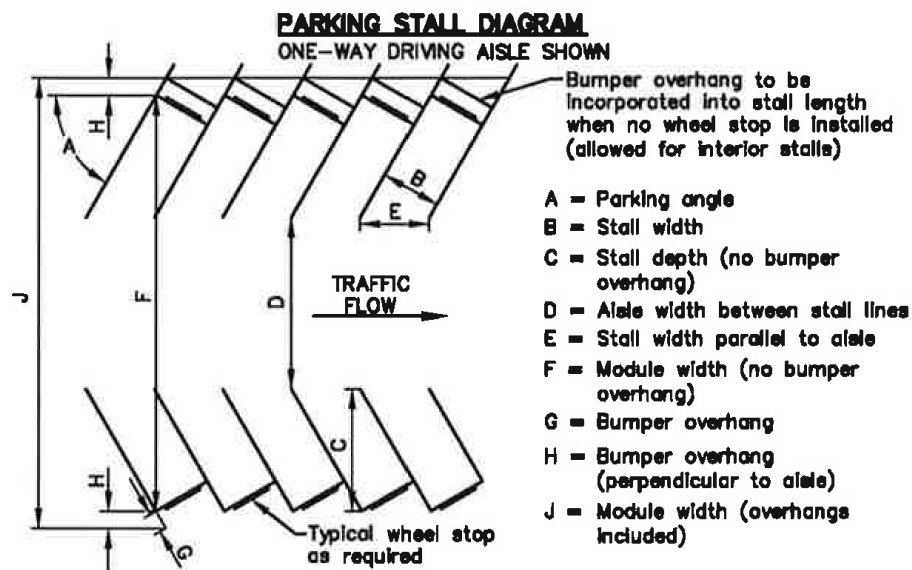 PARKING STALL DIAGRAM
ONE-WAY DRIVING AISLE SHOWN
Bumper overhang to be
incorporated into stall length
when no wheel stop is installed
(allowed for interior stalls)
H
A
B
E
J
F
D
TRAFFIC
FLOW
C
H
G
Typical wheel stop
as required
A = Parking angle
B = Stall width
C = Stall depth (no bumper
overhang)
D = Aisle width between stall lines
E = Stall width parallel to aisle
F = Module width (no bumper
overhang)
G = Bumper overhang
H = Bumper overhang
(perpendicular to aisle)
J = Module width (overhangs
included)